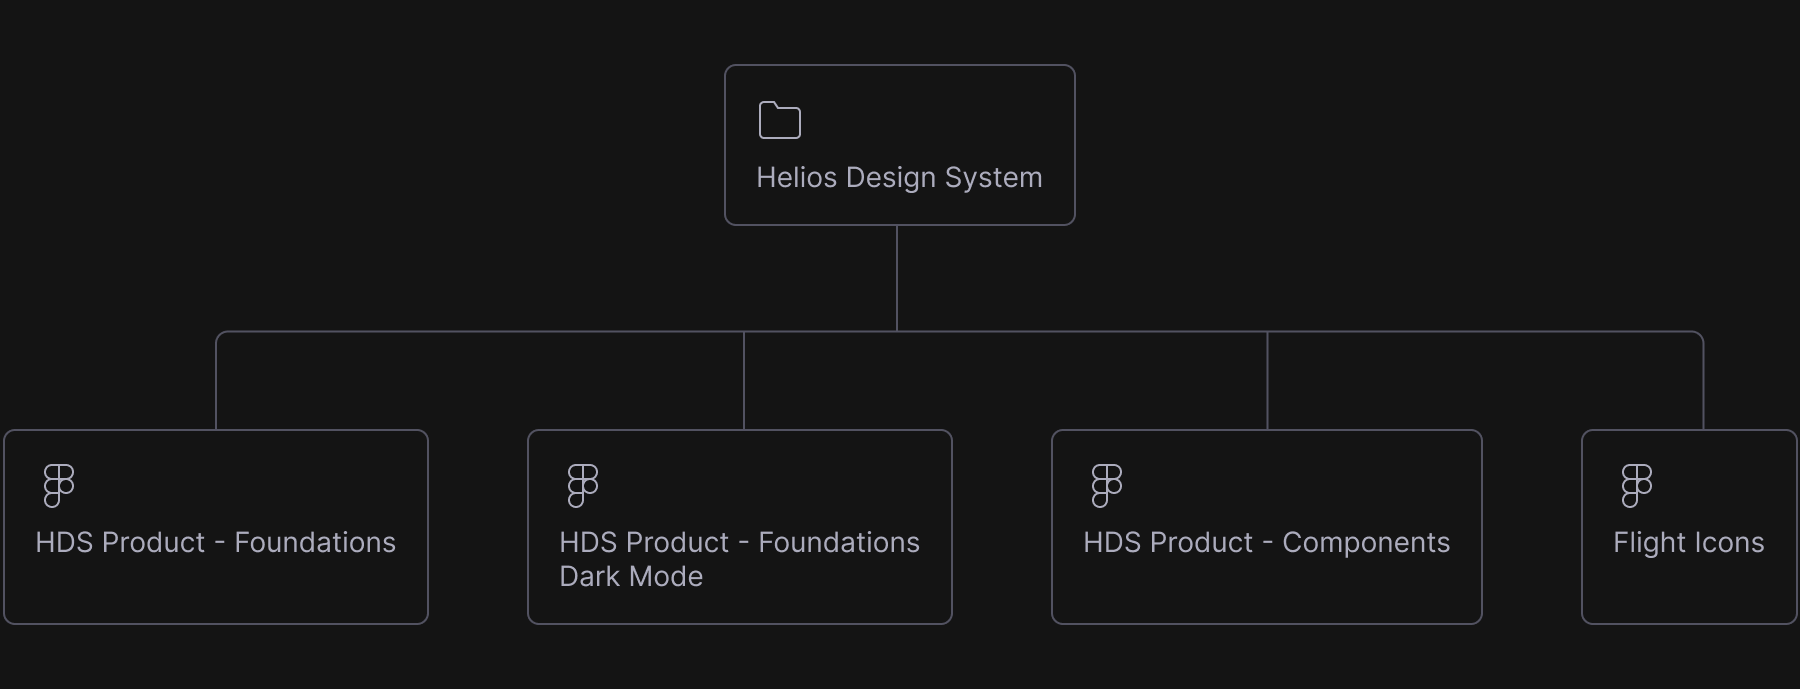 Helios Design System
HDS Product - Foundations
HDS Product - Foundations
Dark Mode
HDS Product - Components
Flight Icons